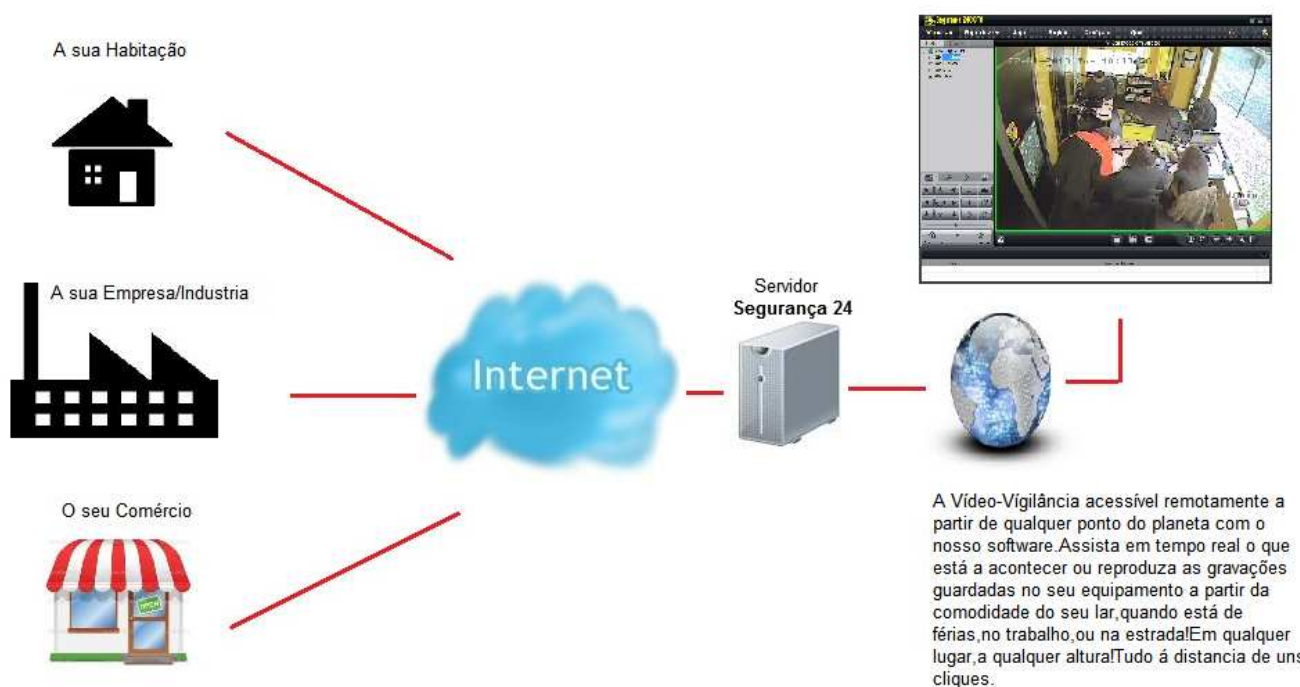 A sua Habitação
A sua Empresa/Industria
O seu Comércio
OPEN
Internet
Servidor
Segurança 24
A Vídeo-Vígilância acessível remotamente a
partir de qualquer ponto do planeta com o
nosso software.Assista em tempo real o que
está a acontecer ou reproduza as gravações
guardadas no seu equipamento a partir da
comodidade do seu lar,quando está de
férias,no trabalho,ou na estrada!Em qualquer
lugar,a qualquer altura!Tudo á distancia de uns
cliques.